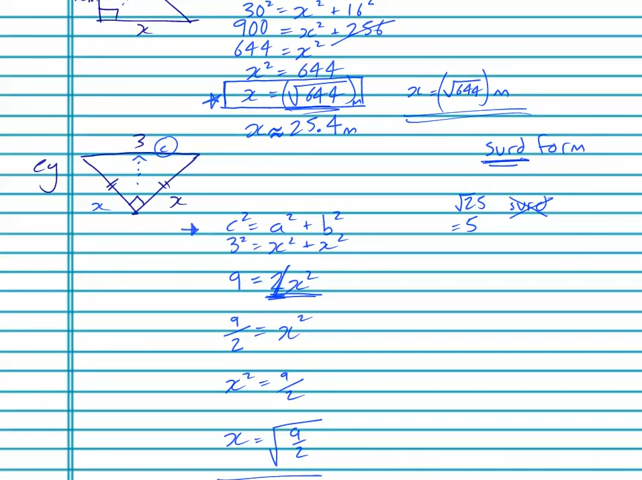 30² = x² + 16²
x
900 = x² + 256
644 = x²
x² = 644
x = (√644) m
x = (√644) m
x ≈ 25.4 m
3 c
surd form
eg
x x
√25 surd
= 5
c² = a² + b²
3² = x² + x²
9 = 2x²
9/2 = x²
x² = 9/2
x = √9/2